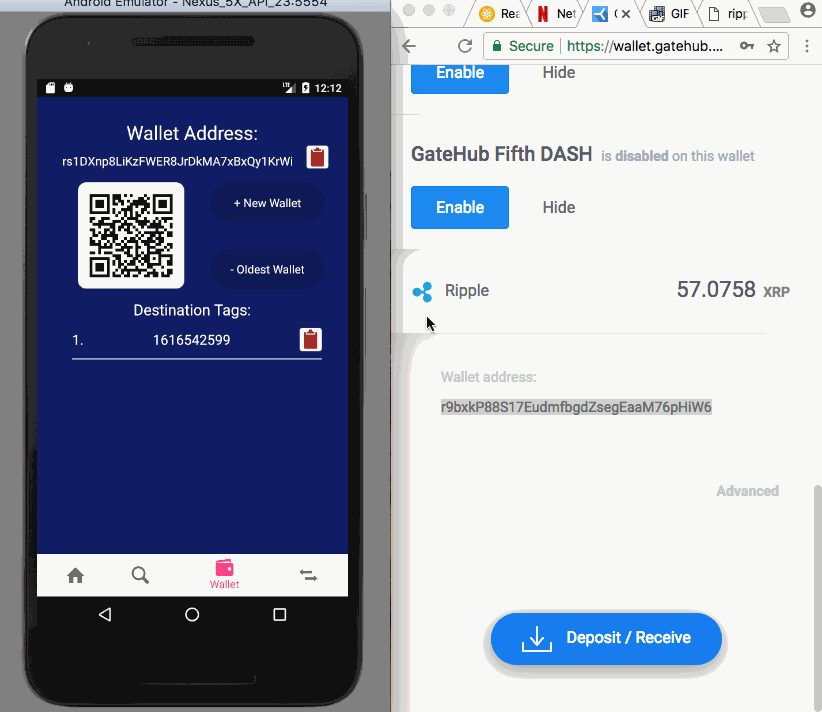 Android Emulator - Nexus_5X_API_23:5554
LTE
12:12
Wallet Address:
rs1DXnp8LiKzFWER8JrDkMA7xBxQy1KrWi
+ New Wallet
- Oldest Wallet
Destination Tags:
1.
1616542599
Wallet
Rea
Net
GIF
ripp
Secure
https://wallet.gatehub....
Enable
Hide
GateHub Fifth DASH is disabled on this wallet
Enable
Hide
Ripple
57.0758 XRP
Wallet address:
r9bxkP88S17EudmfbgdZsegEaaM76pHiW6
Advanced
Deposit / Receive